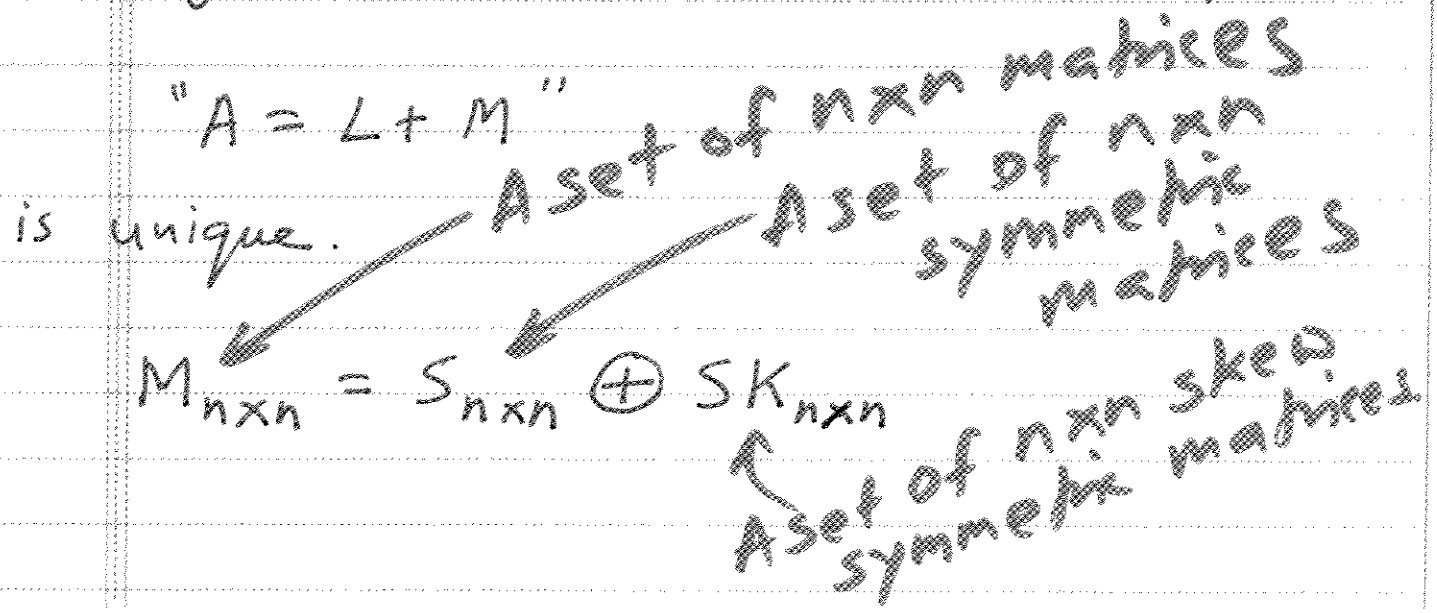 "A = L + M"
A set of n×n matrices
is unique.
A set of n×n
symmetric
matrices
M_{n×n} = S_{n×n} ⊕ SK_{n×n}
A set of n×n skew
symmetric matrices.